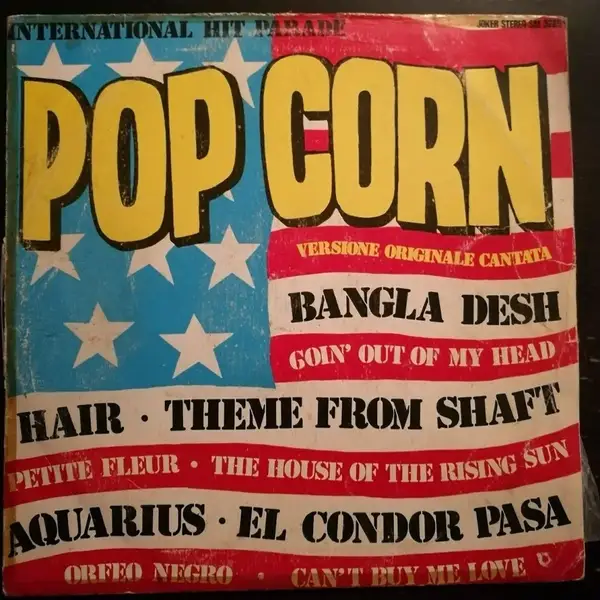 INTERNATIONAL HIT PARADE
JOKER STEREO SM
POP CORN
VERSIONE ORIGINALE CANTATA
BANGLA DESH
GOIN' OUT OF MY HEAD
HAIR · THEME FROM SHAFT
PETITE FLEUR · THE HOUSE OF THE RISING SUN
AQUARIUS · EL CONDOR PASA
ORFEO NEGRO · CAN'T BUY ME LOVE